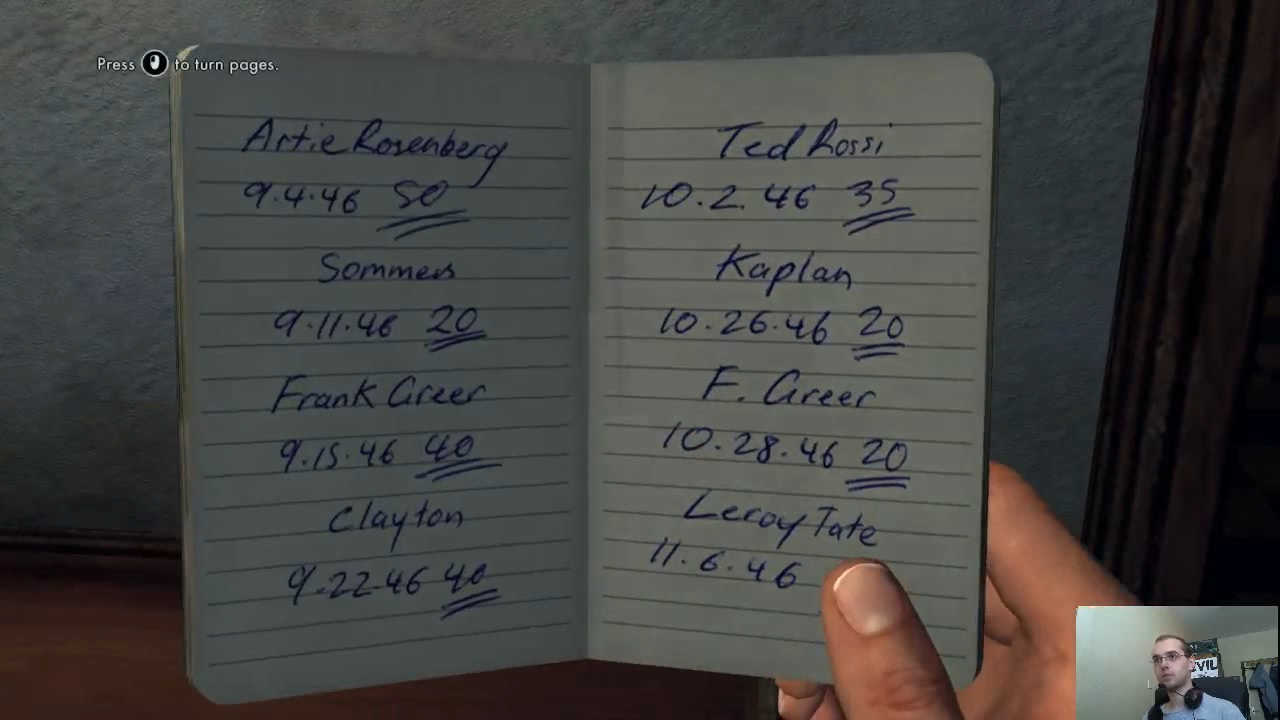 Press to turn pages.
Artie Rosenberg
9.4.46 50
Sommers
9.11.46 20
Frank Greer
9.15.46 40
Clayton
9.22.46 40
Ted Rossi
10.2.46 35
Kaplan
10.26.46 20
F. Greer
10.28.46 20
Leroy Tate
11.6.46